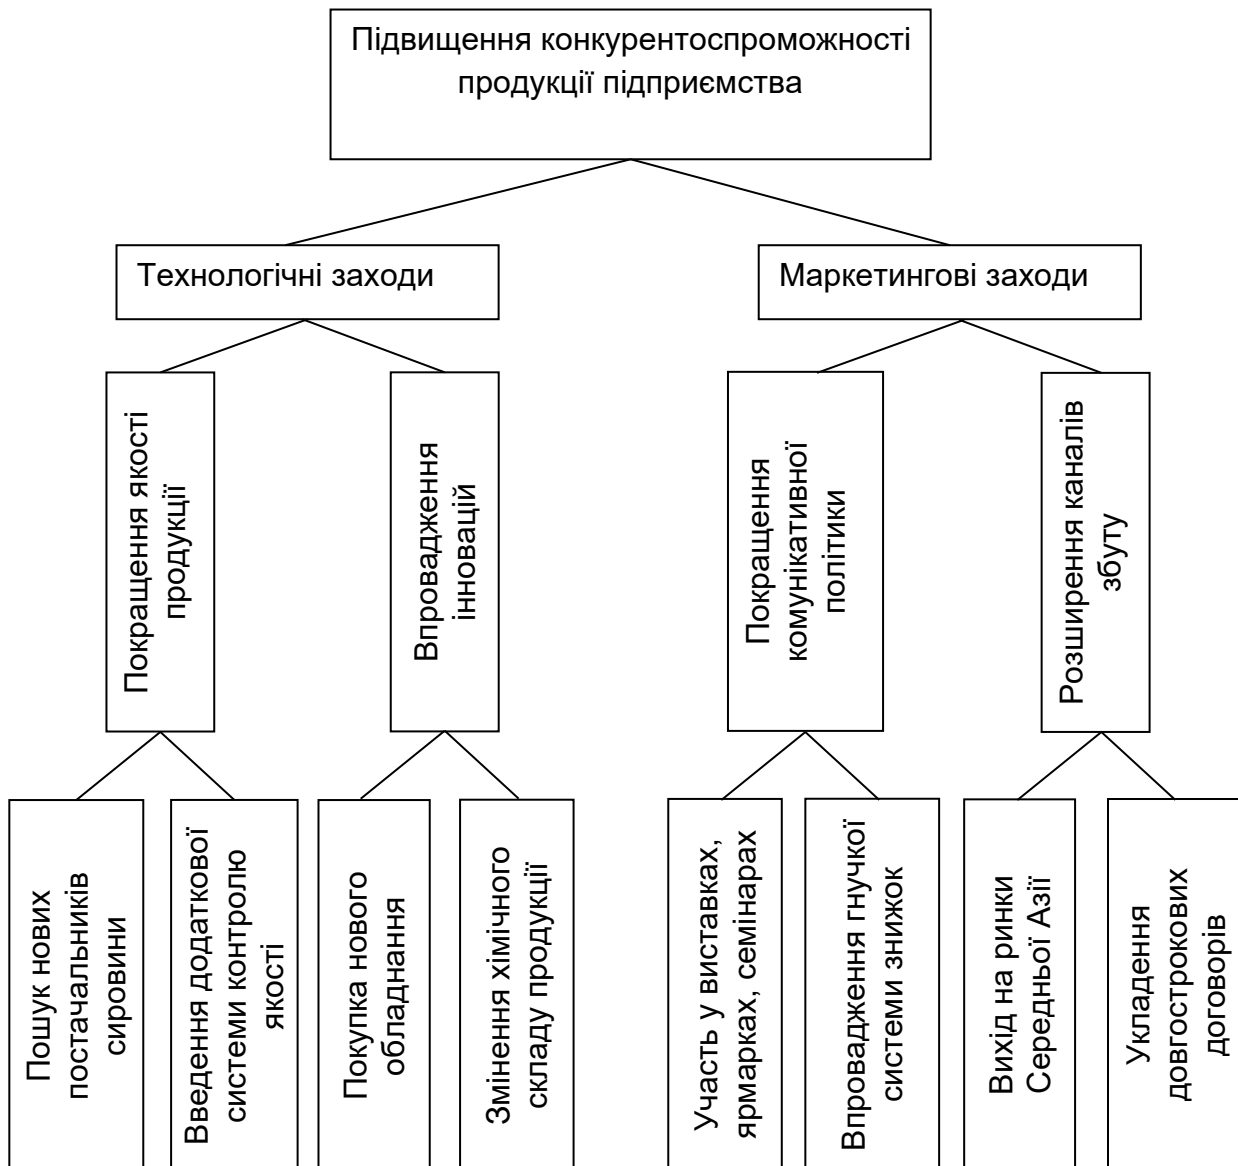 Підвищення конкурентоспроможності
продукції підприємства
Технологічні заходи
Маркетингові заходи
Покращення якості
продукції
Впровадження
інновацій
Покращення
комунікативної
політики
Розширення каналів
збуту
Пошук нових
постачальників
сировини
Введення додаткової
системи контролю
якості
Покупка нового
обладнання
Змінення хімічного
складу продукції
Участь у виставках,
ярмарках, семінарах
Впровадження гнучкої
системи знижок
Вихід на ринки
Середньої Азії
Укладення
довгострокових
договорів